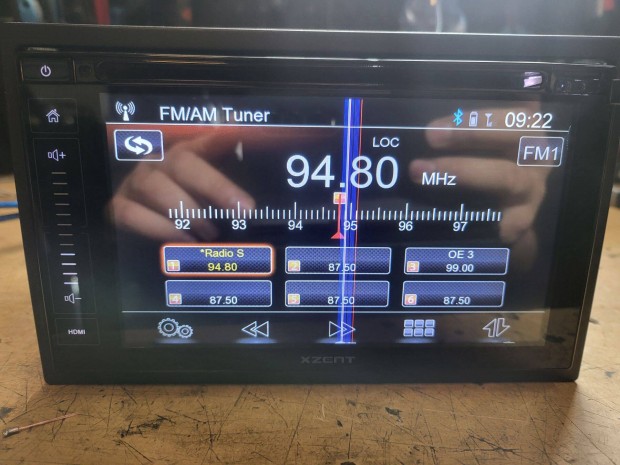 FM/AM Tuner
09:22
LOC
94.80 MHz
FM1
92 93 94 95 96 97
*Radio S
1 94.80
2 87.50
OE 3
3 99.00
4 87.50
5 87.50
6 87.50
HDMI
XZENT